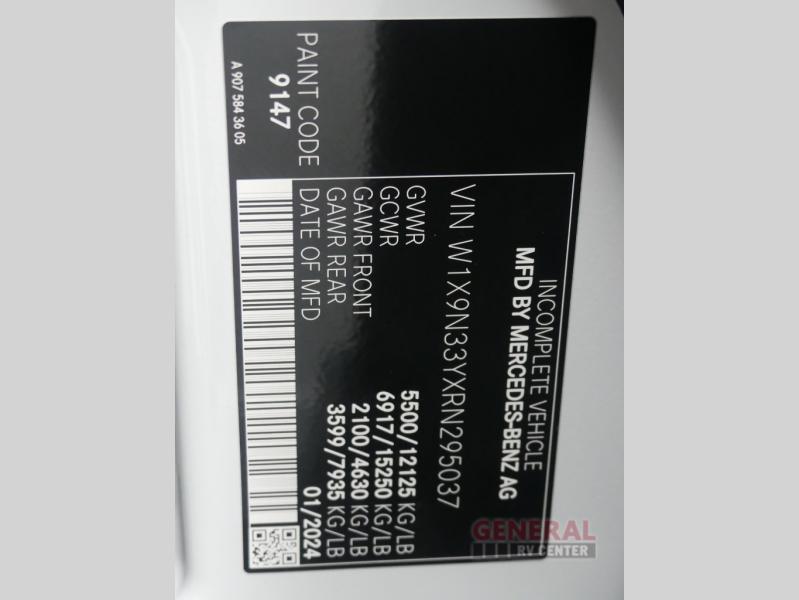 INCOMPLETE VEHICLE
MFD BY MERCEDES-BENZ AG
VIN W1X9N33YXRN295037
GVWR 5500/12125 KG/LB
GCWR 6917/15250 KG/LB
GAWR FRONT 2100/4630 KG/LB
GAWR REAR 3599/7935 KG/LB
DATE OF MFD 01/2024
PAINT CODE
9147
A 907 584 36 05
GENERAL
RV CENTER